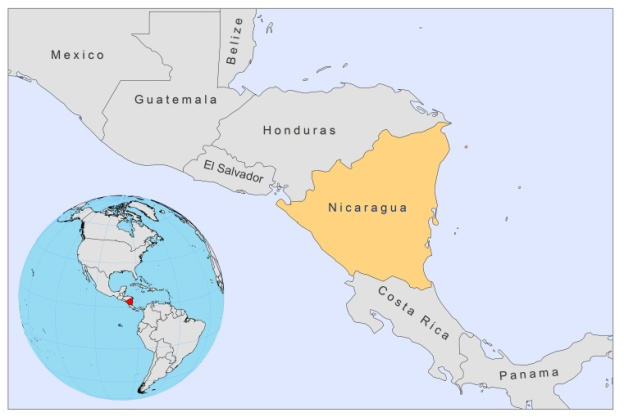 Belize
Mexico
Guatemala
Honduras
El Salvador
Nicaragua
Costa Rica
Panama